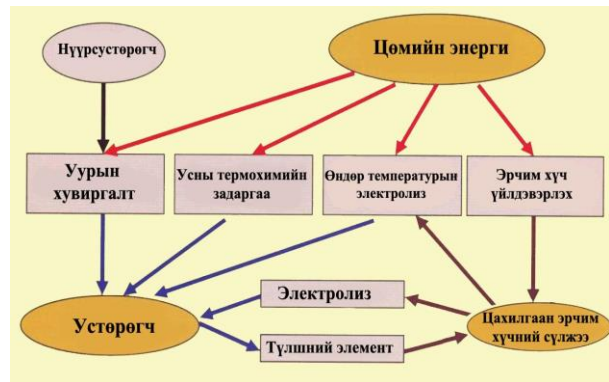 Нүүрсустөрөгч
Цөмийн энерги
Уурын
хувиргалт
Усны термохимийн
задаргаа
Өндөр температурын
электролиз
Эрчим хүч
үйлдвэрлэх
Устөрөгч
Электролиз
Түлшний элемент
Цахилгаан эрчим
хүчний сүлжээ